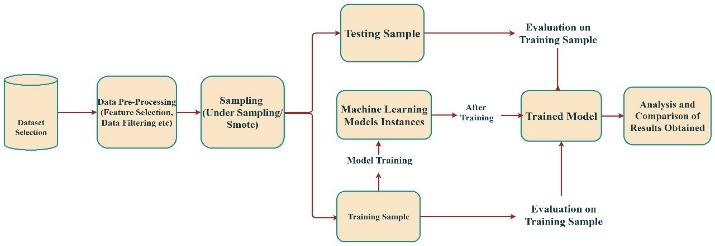 Dataset
Selection
Data Pre-Processing
(Feature Selection,
Data Filtering etc)
Sampling
(Under Sampling/
Smote)
Testing Sample
Evaluation on
Training Sample
Machine Learning
Models Instances
After
Training
Trained Model
Analysis and
Comparison of
Results Obtained
Model Training
Training Sample
Evaluation on
Training Sample